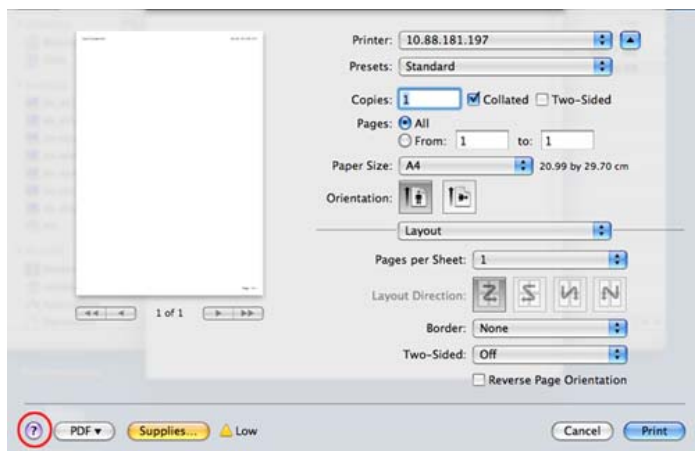 Printer: 10.88.181.197
Presets: Standard
Copies: 1 Collated Two-Sided
Pages: All
From: 1 to: 1
Paper Size: A4 20.99 by 29.70 cm
Orientation:
Layout
Pages per Sheet: 1
Layout Direction:
Border: None
Two-Sided: Off
Reverse Page Orientation
1 of 1
? PDF Supplies... Low Cancel Print